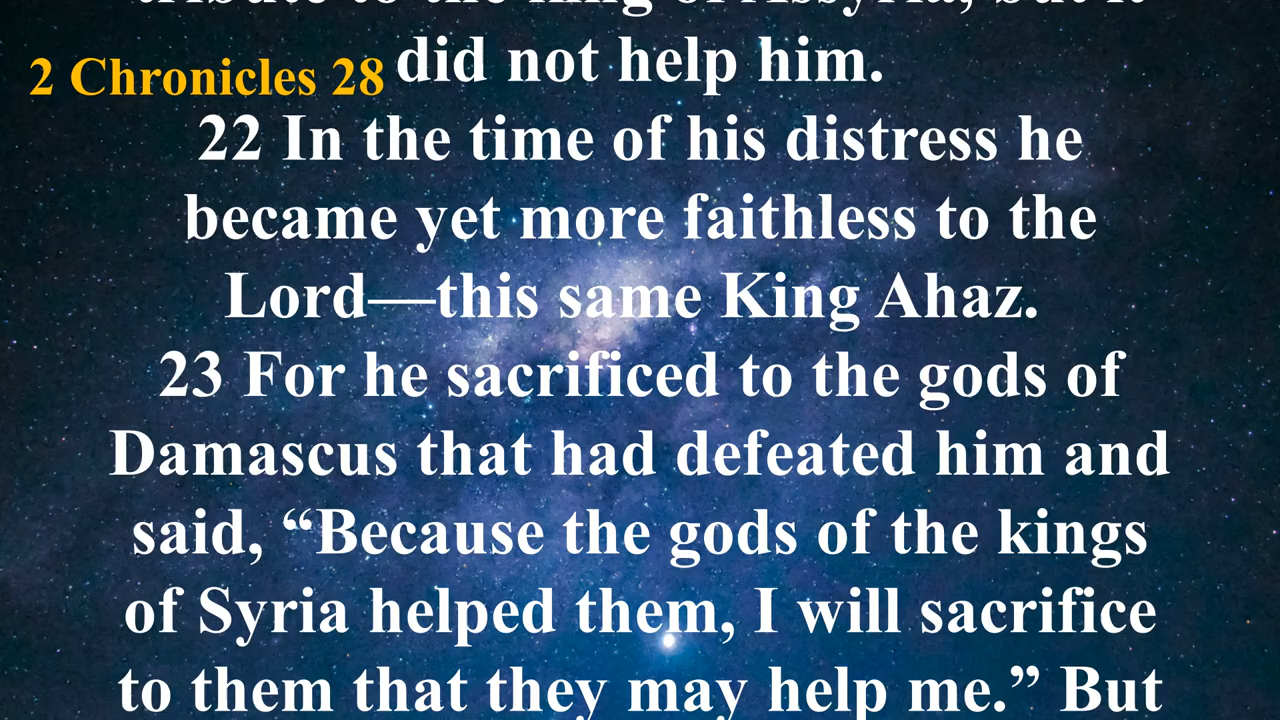 tribute to the king of Assyria, but it
did not help him.
2 Chronicles 28
22 In the time of his distress he
became yet more faithless to the
Lord—this same King Ahaz.
23 For he sacrificed to the gods of
Damascus that had defeated him and
said, “Because the gods of the kings
of Syria helped them, I will sacrifice
to them that they may help me.” But